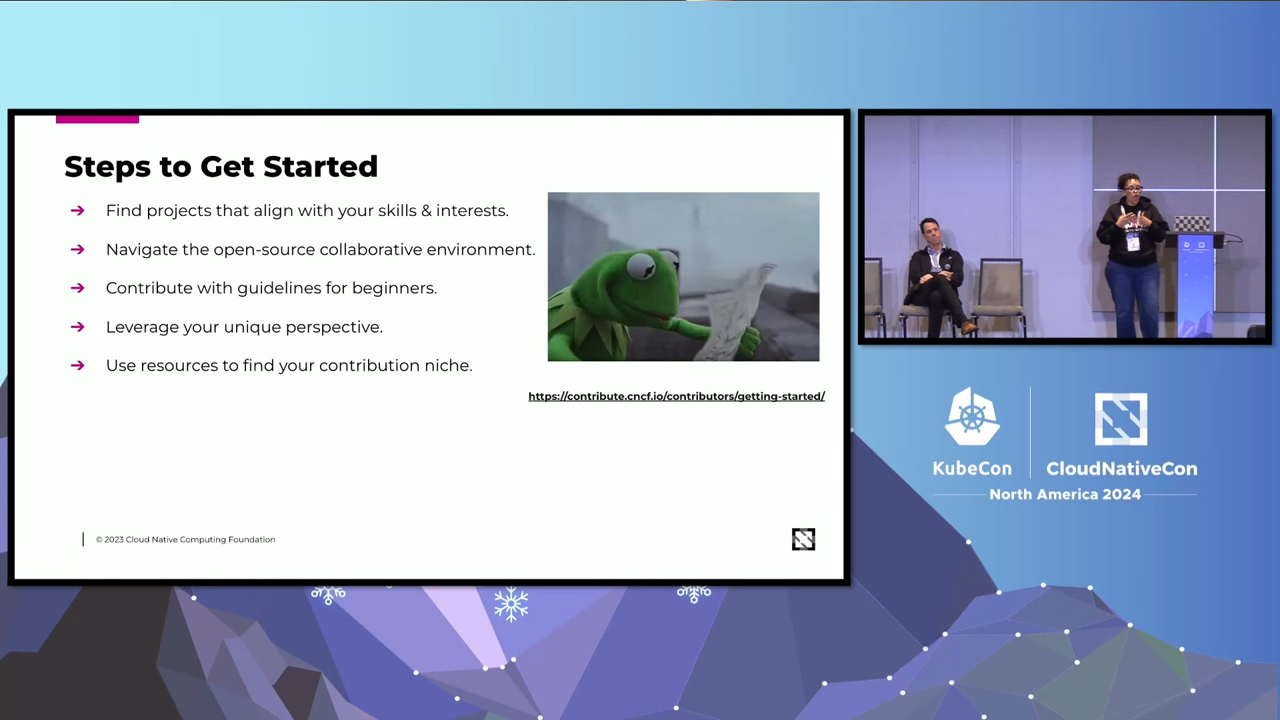 Steps to Get Started
➔ Find projects that align with your skills & interests.
➔ Navigate the open-source collaborative environment.
➔ Contribute with guidelines for beginners.
➔ Leverage your unique perspective.
➔ Use resources to find your contribution niche.
https://contribute.cncf.io/contributors/getting-started/
© 2023 Cloud Native Computing Foundation
KubeCon
CloudNativeCon
North America 2024